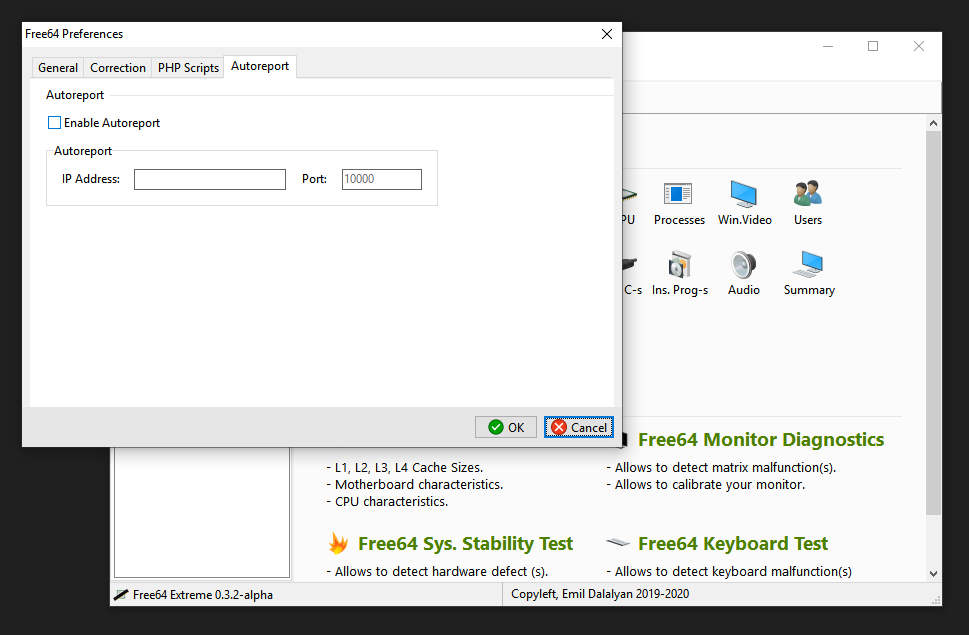 Free64 Preferences
General Correction PHP Scripts Autoreport
Autoreport
Enable Autoreport
Autoreport
IP Address: Port: 10000
OK Cancel
PU Processes Win.Video Users
C-s Ins. Prog-s Audio Summary
- L1, L2, L3, L4 Cache Sizes.
- Motherboard characteristics.
- CPU characteristics.
Free64 Monitor Diagnostics
- Allows to detect matrix malfunction(s).
- Allows to calibrate your monitor.
Free64 Sys. Stability Test
- Allows to detect hardware defect (s).
Free64 Keyboard Test
- Allows to detect keyboard malfunction(s)
Free64 Extreme 0.3.2-alpha
Copyleft, Emil Dalalyan 2019-2020